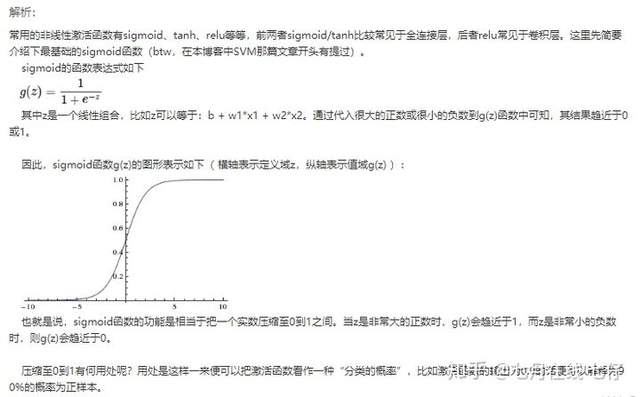 解析：
常用的非线性激活函数有sigmoid、tanh、relu等等，前两者sigmoid/tanh比较常见于全连接层，后者relu常见于卷积层。这里先简要
介绍下最基础的sigmoid函数（btw，在本博客中SVM那篇文章开头有提过）。
sigmoid的函数表达式如下
g(z) = 1 / (1 + e^{-z})
其中z是一个线性组合，比如z可以等于：b + w1*x1 + w2*x2。通过代入很大的正数或很小的负数到g(z)函数中可知，其结果趋近于0
或1。
因此，sigmoid函数g(z)的图形表示如下（ 横轴表示定义域z，纵轴表示值域g(z) ）：
1.0
0.8
0.6
0.4
0.2
-10 -5 0 5 10
也就是说，sigmoid函数的功能是相当于把一个实数压缩至0到1之间。当z是非常大的正数时，g(z)会趋近于1，而z是非常小的负数
时，则g(z)会趋近于0。
压缩至0到1有何用处呢？用处是这样一来便可以把激活函数看作一种“分类的概率”，比如激活函数的输出为
0%的概率为正样本。
知乎 @七月在线 七仔